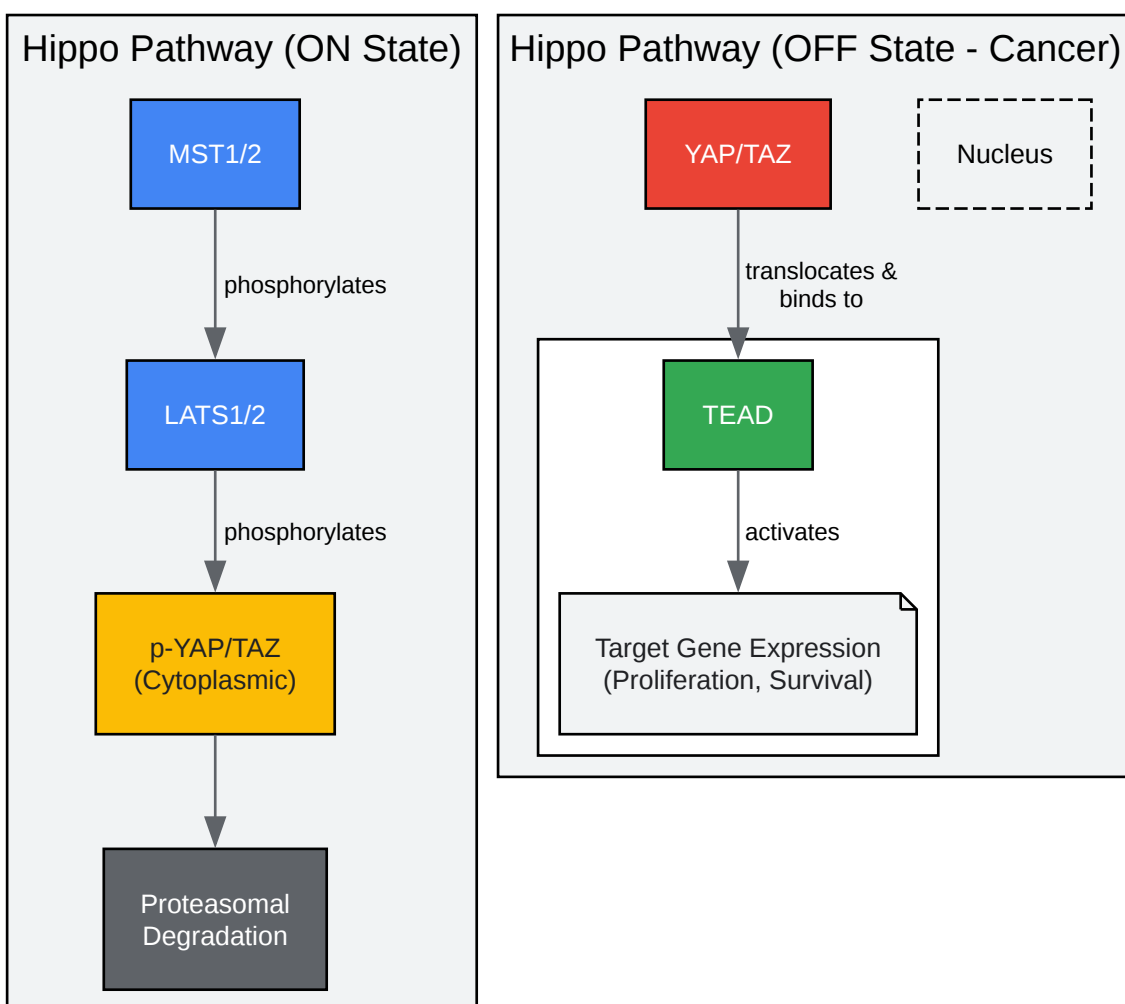 Hippo Pathway (ON State)
MST1/2
phosphorylates
LATS1/2
phosphorylates
p-YAP/TAZ
(Cytoplasmic)
Proteasomal
Degradation
Hippo Pathway (OFF State - Cancer)
YAP/TAZ
Nucleus
translocates &
binds to
TEAD
activates
Target Gene Expression
(Proliferation, Survival)